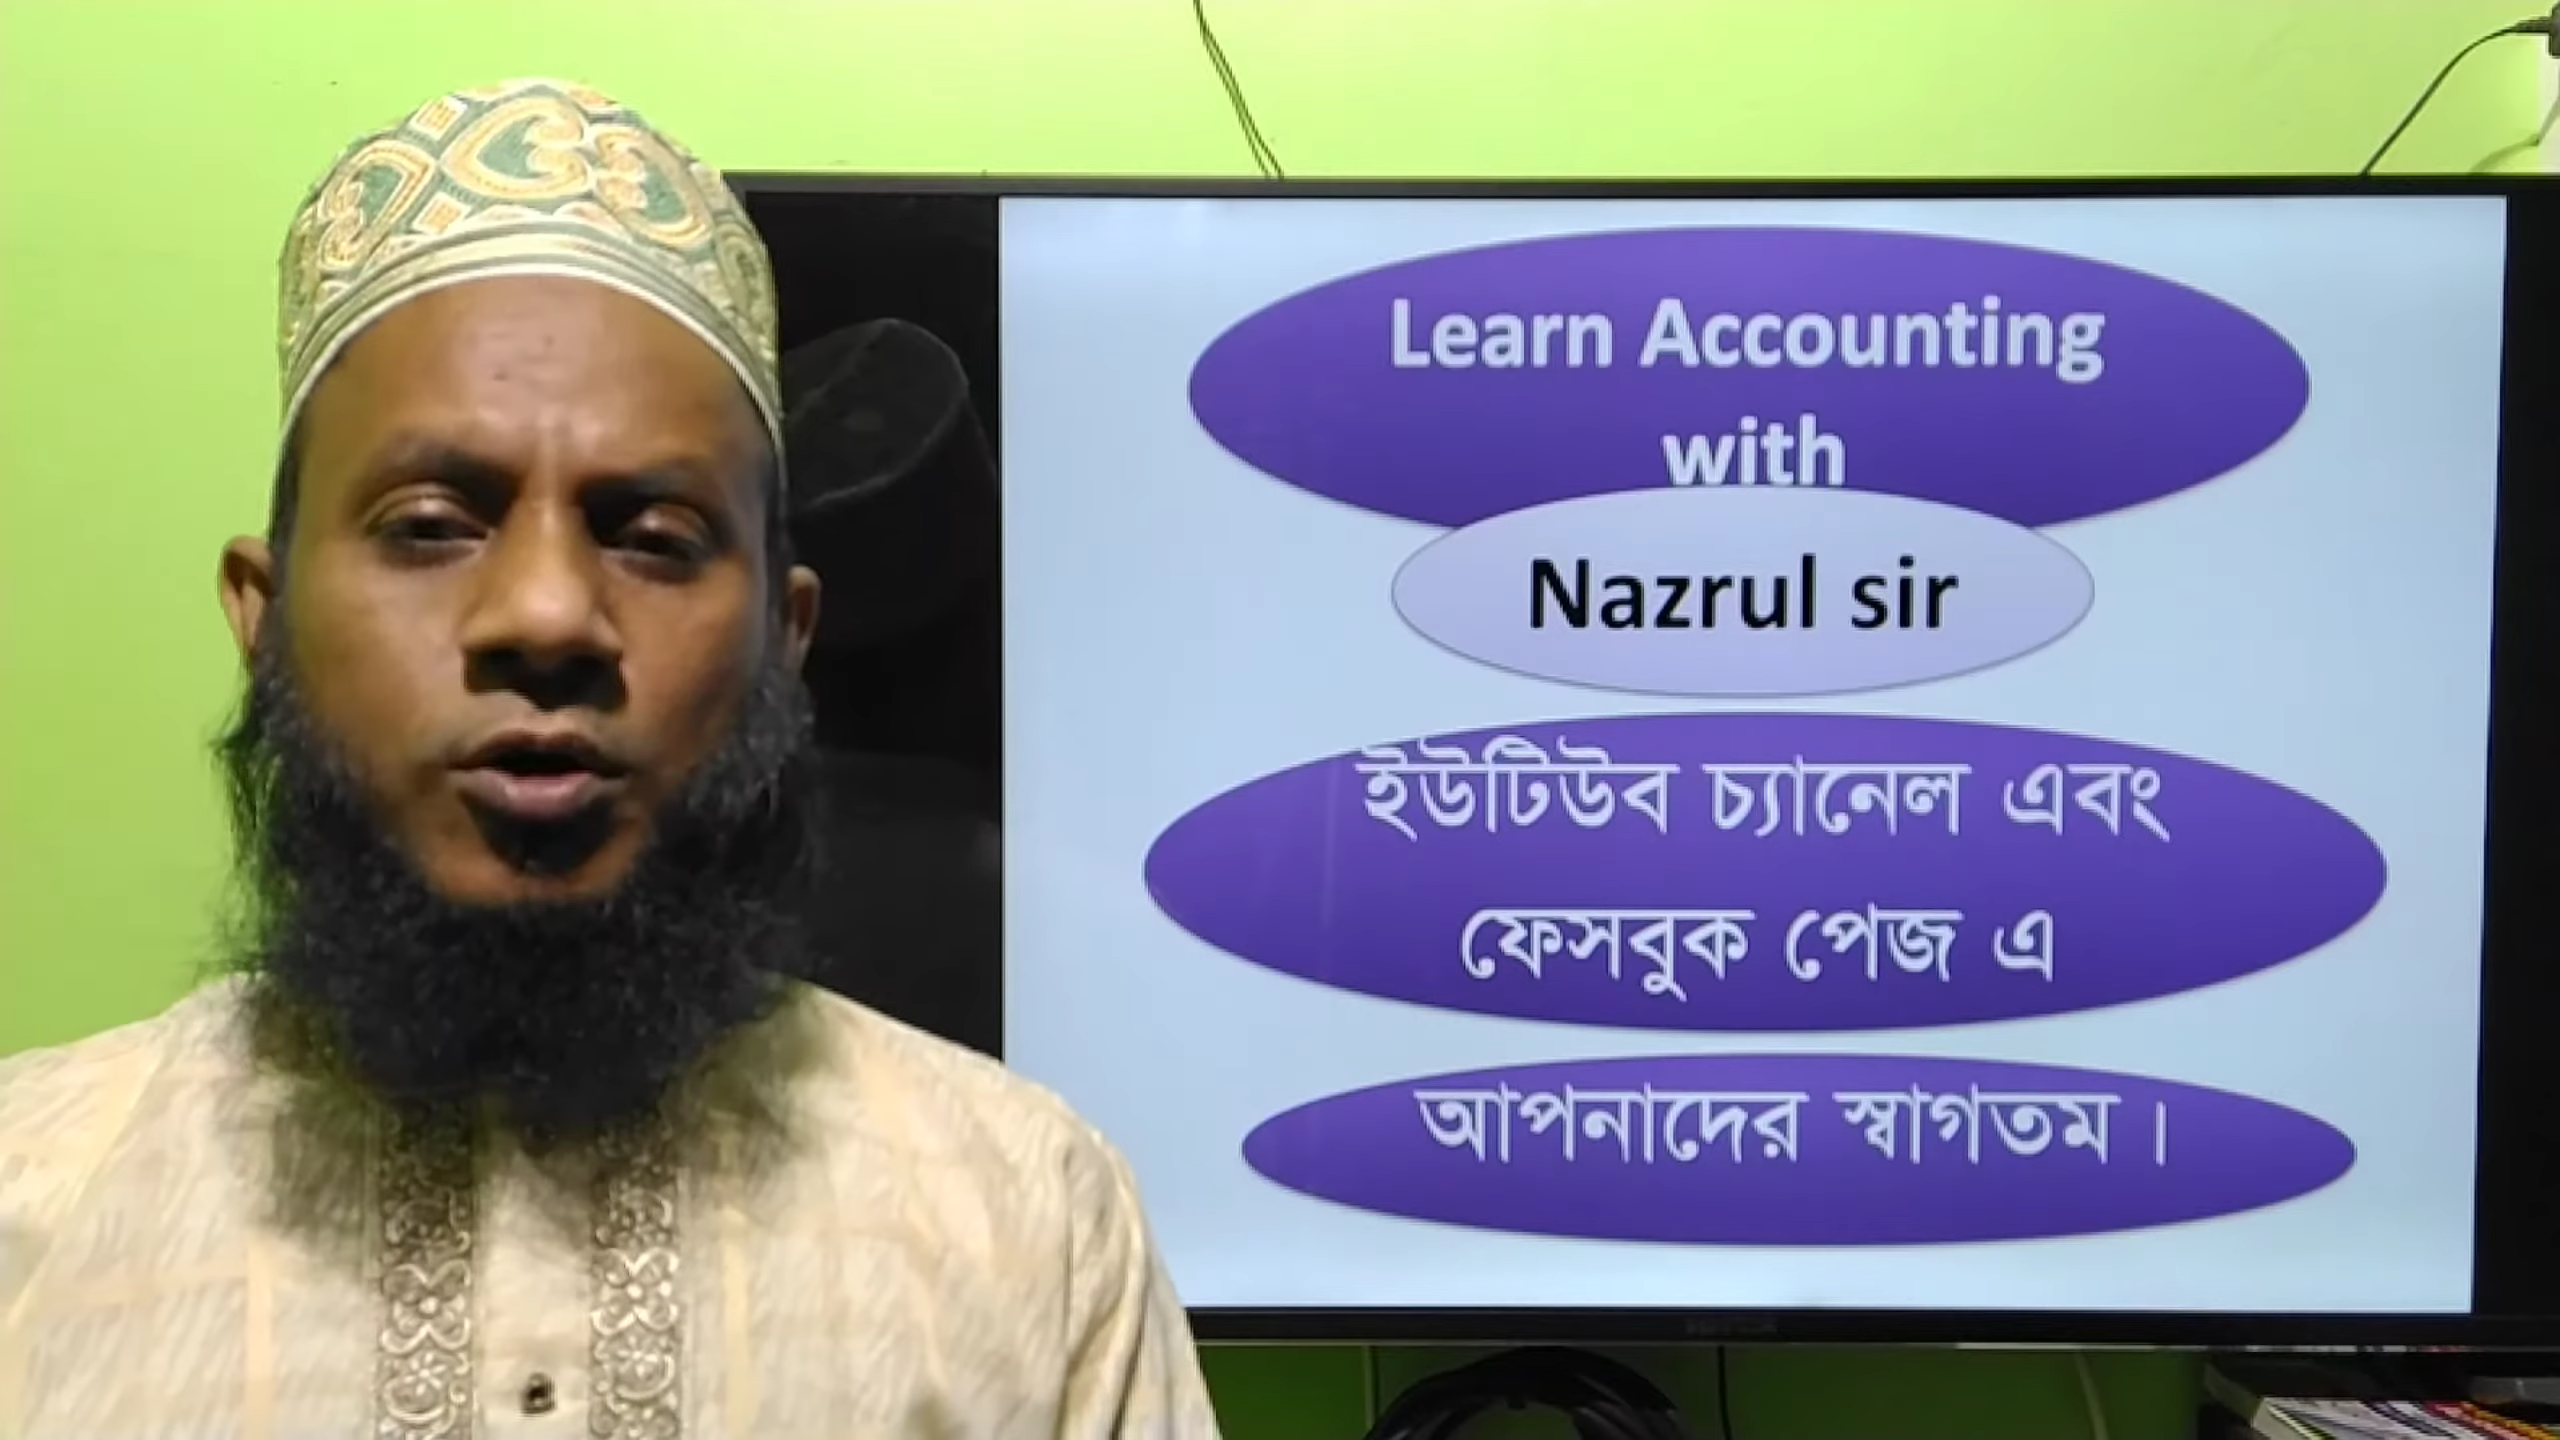 Learn Accounting
with
Nazrul sir
ইউটিউব চ্যানেল এবং
ফেসবুক পেজ এ
আপনাদের স্বাগতম।